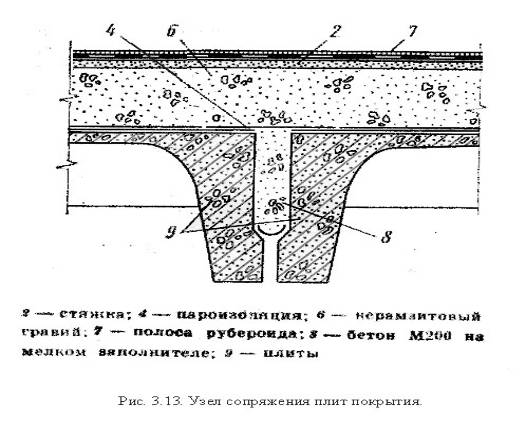 4 6 2 7
9 8
2 — стяжка; 4 — пароизоляция; 6 — керамзитовый
гравий; 7 — полоса рубероида; 8 — бетон М200 на
мелком заполнителе; 9 — плиты
Рис. 3.13. Узел сопряжения плит покрытия.